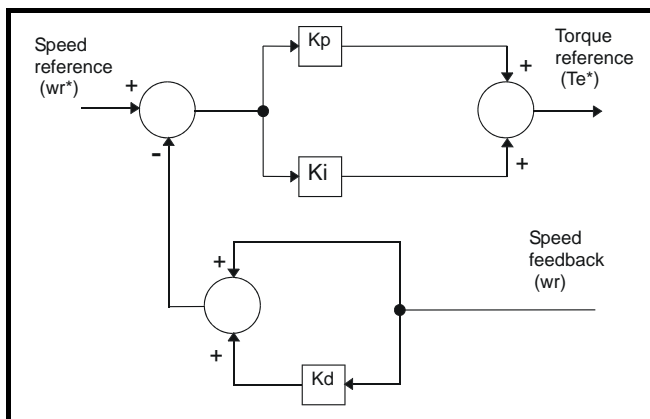 Speed
reference
(wr*)
+
-
Kp
Ki
+
+
Torque
reference
(Te*)
Speed
feedback
(wr)
+
+
Kd